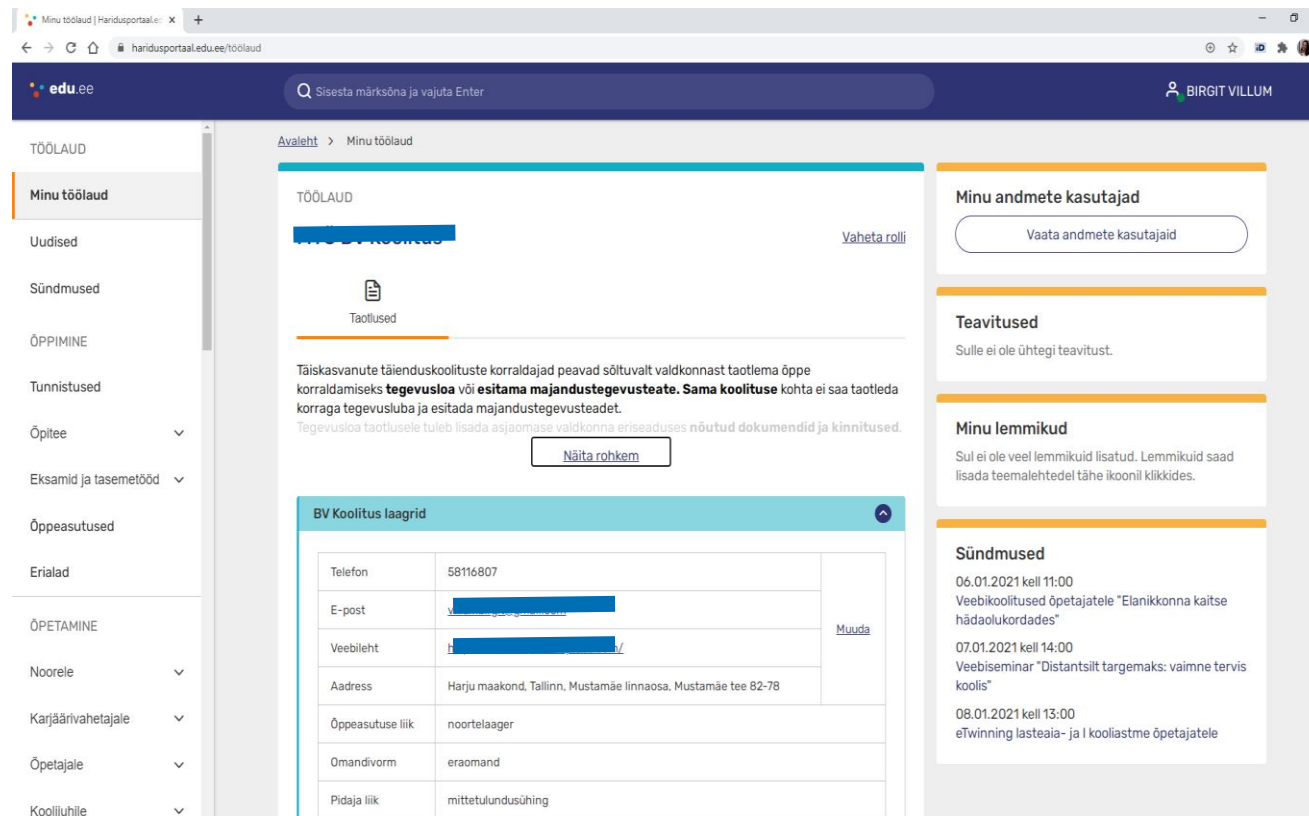 Minu töölaud | Haridusportaal.e
haridusportaal.edu.ee/töölaud
edu.ee
Sisesta märksõna ja vajuta Enter
BIRGIT VILLUM
TÖÖLAUD
Minu töölaud
Uudised
Sündmused
ÕPPIMINE
Tunnistused
Õpitee
Eksamid ja tasemetööd
Õppeasutused
Erialad
ÕPETAMINE
Noorele
Karjäärivahetajale
Õpetajale
Koolijuhile
Avaleht > Minu töölaud
TÖÖLAUD
Vaheta rolli
Taotlused
Täiskasvanute täienduskoolituste korraldajad peavad sõltuvalt valdkonnast taotlema õppe
korraldamiseks tegevusloa või esitama majandustegevusteate. Sama koolituse kohta ei saa taotleda
korraga tegevusluba ja esitada majandustegevusteadet.
Tegevusloa taotlusele tuleb lisada asjaomase valdkonna eriseaduses nõutud dokumendid ja kinnitused.
Näita rohkem
BV Koolitus laagrid
Telefon 58116807
E-post
Muuda
Veebileht
Aadress Harju maakond, Tallinn, Mustamäe linnaosa, Mustamäe tee 82-78
Õppeasutuse liik noortelaager
Omandivorm eraomand
Pidaja liik mittetulundusühing
Minu andmete kasutajad
Vaata andmete kasutajaid
Teavitused
Sulle ei ole ühtegi teavitust.
Minu lemmikud
Sul ei ole veel lemmikuid lisatud. Lemmikuid saad
lisada teemalehtedel tähe ikoonil klikkides.
Sündmused
06.01.2021 kell 11:00
Veebikoolitused õpetajatele "Elanikkonna kaitse
hädaolukordades"
07.01.2021 kell 14:00
Veebiseminar "Distantsilt targemaks: vaimne tervis
koolis"
08.01.2021 kell 13:00
eTwinning lasteaia- ja I kooliastme õpetajatele